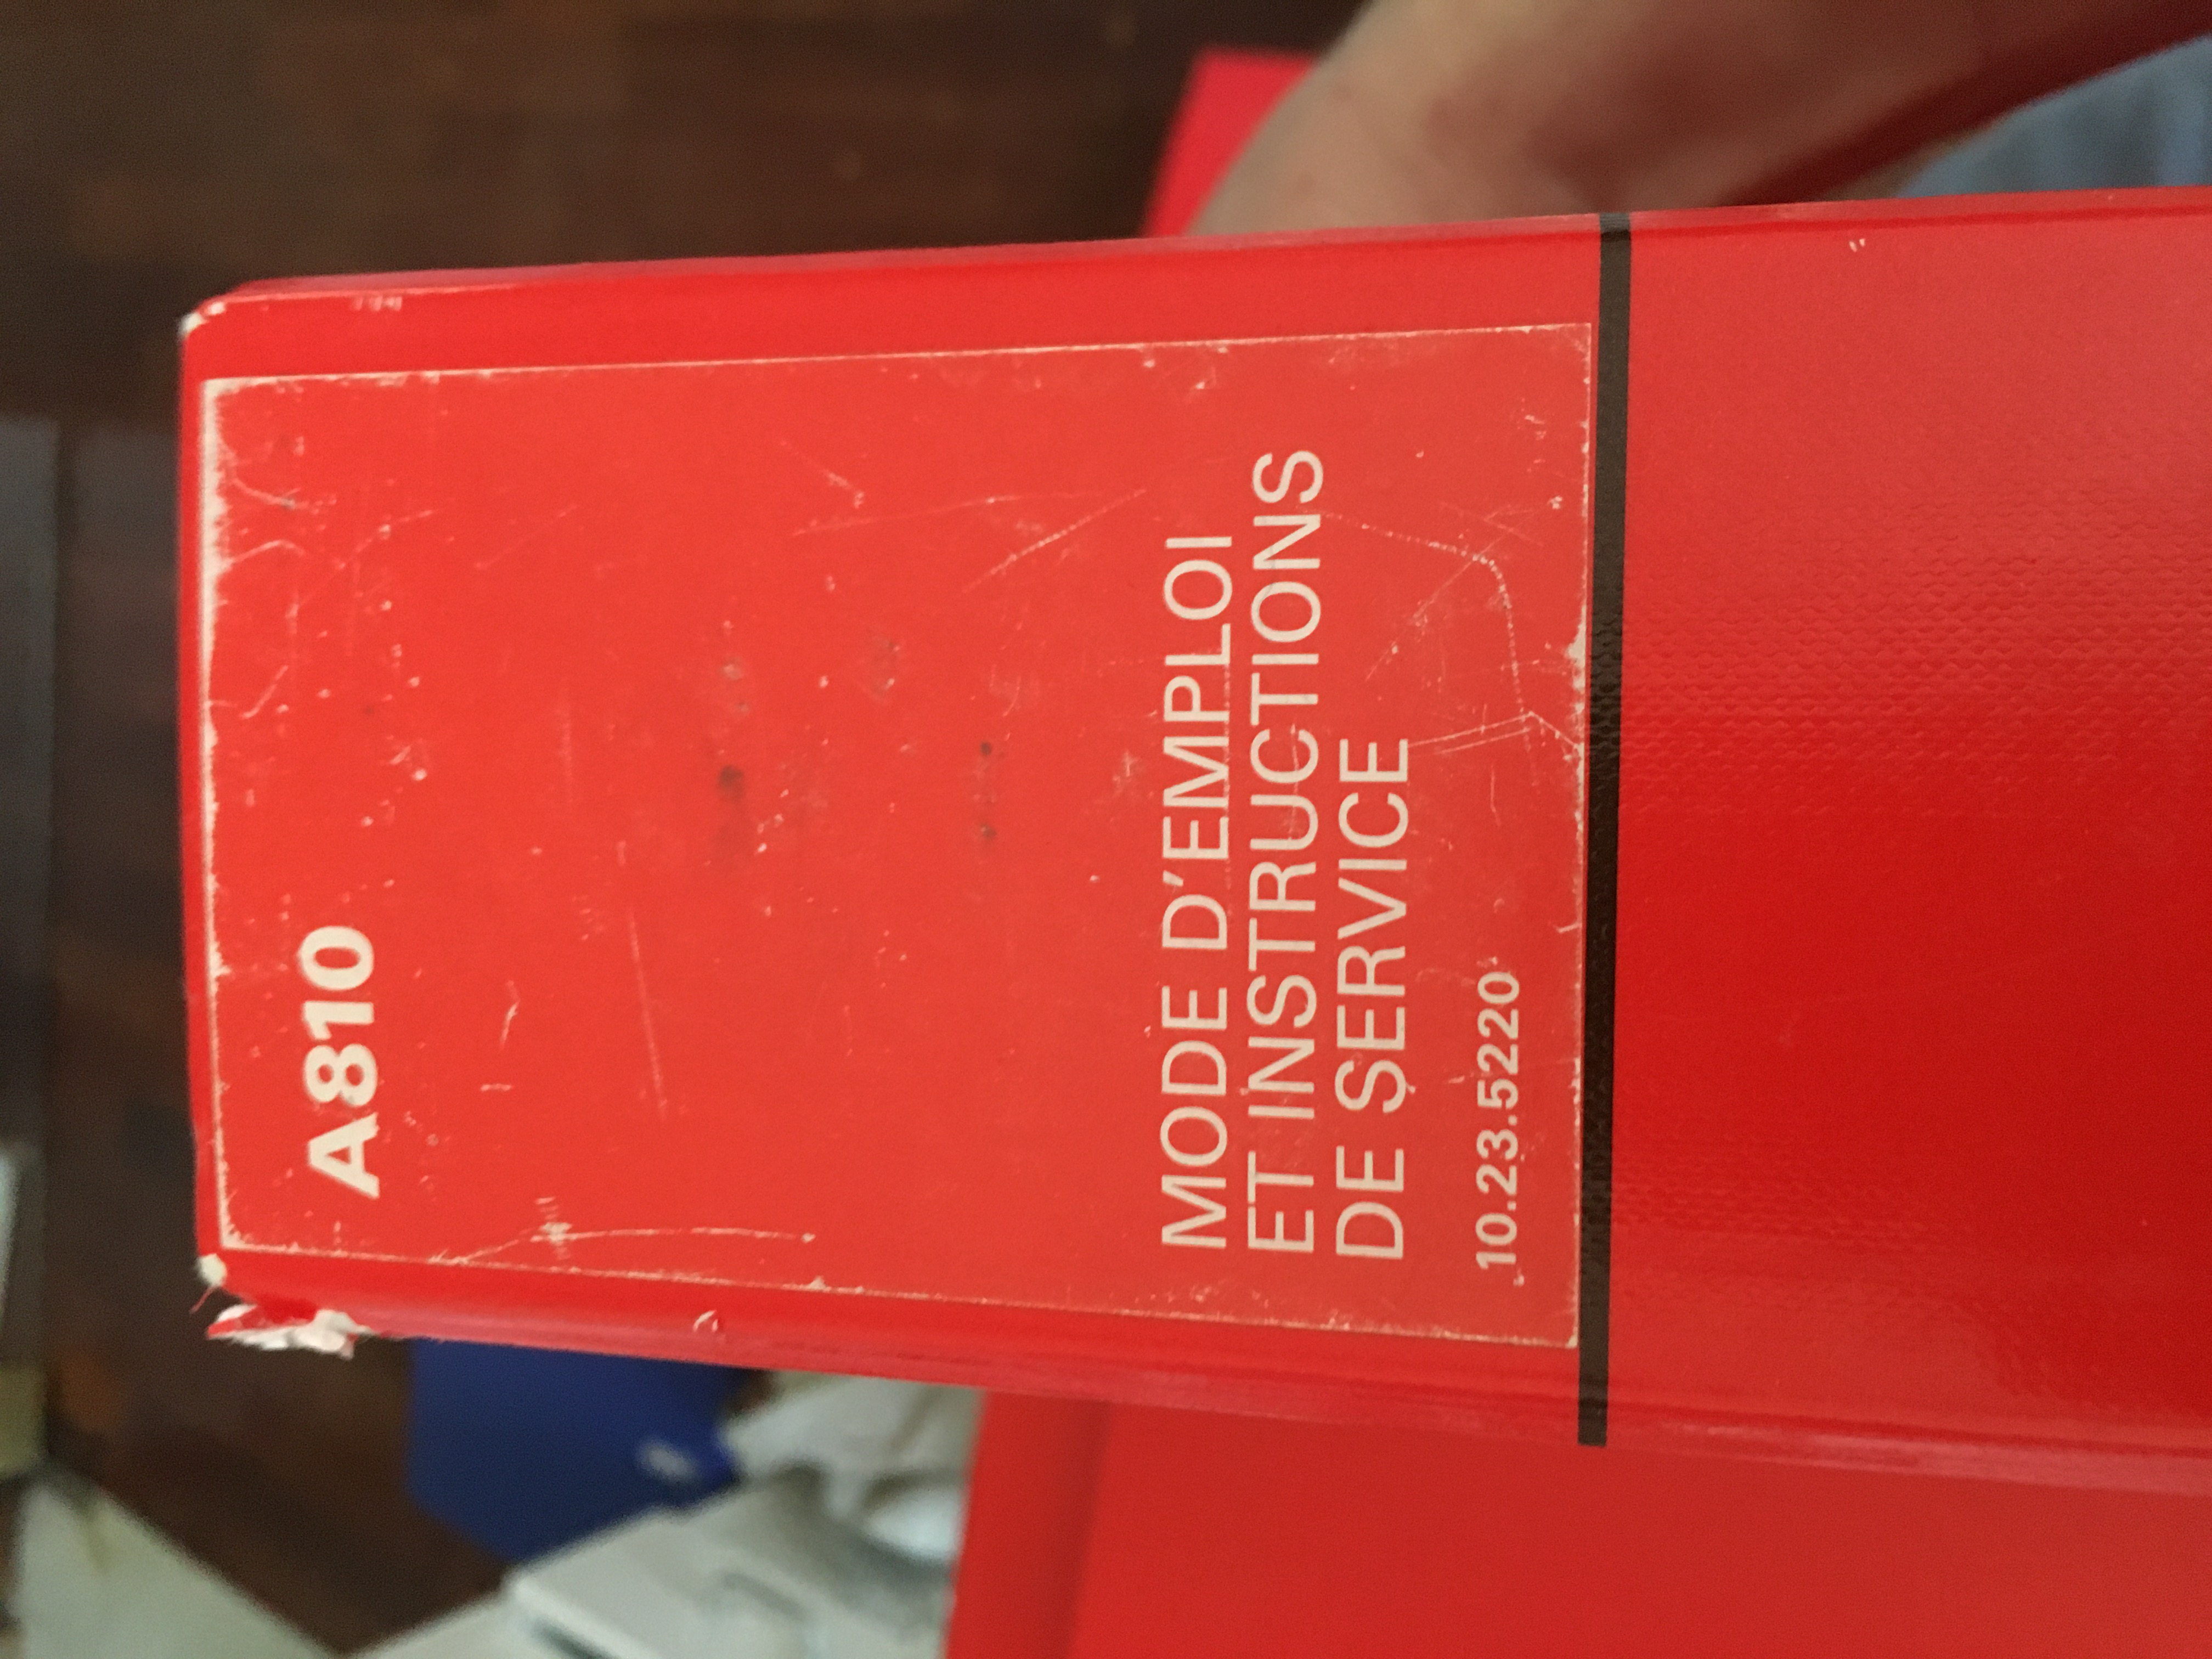 A810
MODE D'EMPLOI
ET INSTRUCTIONS
DE SERVICE
10.23.5220